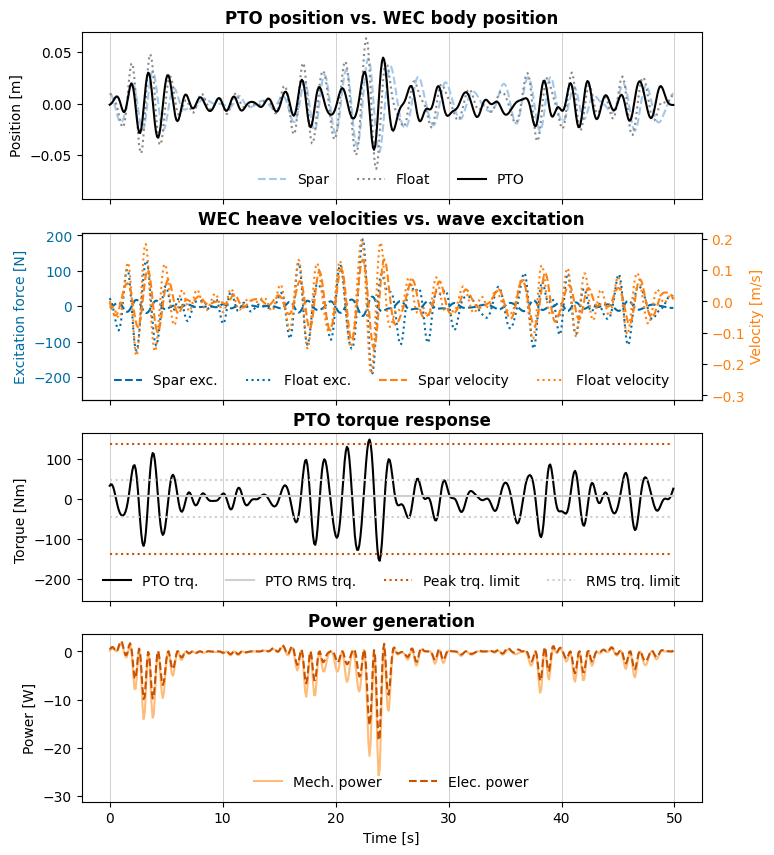 PTO position vs. WEC body position
0.05
0.00
−0.05
Position [m]
Spar Float PTO
WEC heave velocities vs. wave excitation
200
100
0
−100
−200
Excitation force [N]
0.2
0.1
0.0
−0.1
−0.2
−0.3
Velocity [m/s]
Spar exc. Float exc. Spar velocity Float velocity
PTO torque response
100
0
−100
−200
Torque [Nm]
PTO trq. PTO RMS trq. Peak trq. limit RMS trq. limit
Power generation
0
−10
−20
−30
Power [W]
Mech. power Elec. power
0 10 20 30 40 50
Time [s]